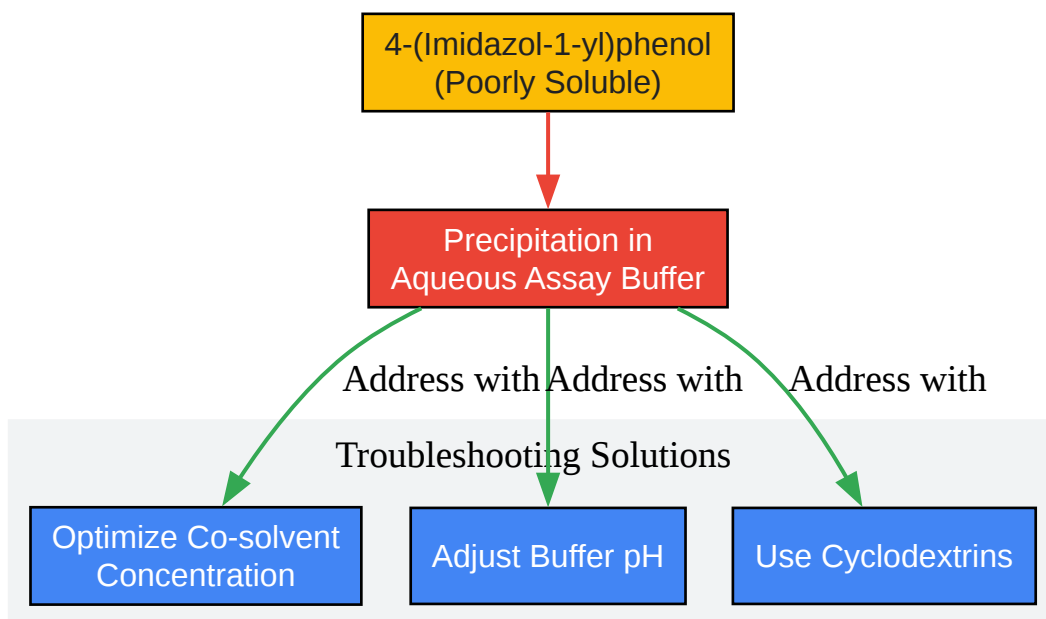 4-(Imidazol-1-yl)phenol
(Poorly Soluble)
Precipitation in
Aqueous Assay Buffer
Address with
Address with
Address with
Troubleshooting Solutions
Optimize Co-solvent
Concentration
Adjust Buffer pH
Use Cyclodextrins